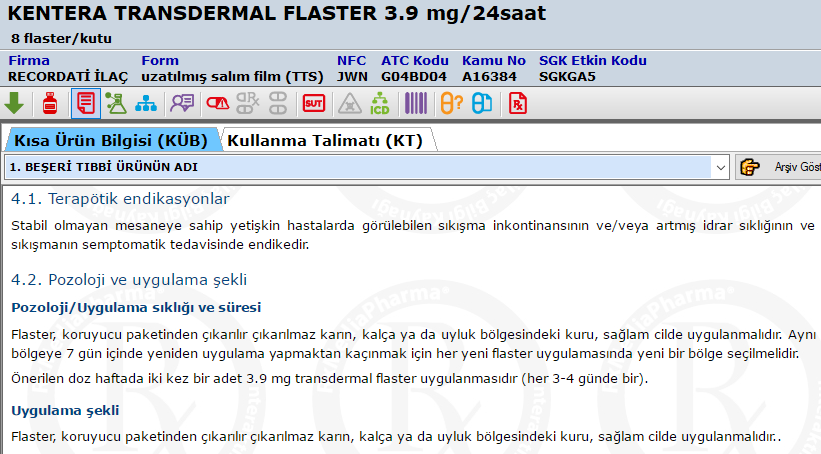 KENTERA TRANSDERMAL FLASTER 3.9 mg/24saat
8 flaster/kutu
Firma Form NFC ATC Kodu Kamu No SGK Etkin Kodu
RECORDATİ İLAÇ uzatılmış salım film (TTS) JWN G04BD04 A16384 SGKGA5
SUT ICD
Kısa Ürün Bilgisi (KÜB) Kullanma Talimatı (KT)
1. BEŞERİ TIBBİ ÜRÜNÜN ADI Arşiv Göst
4.1. Terapötik endikasyonlar
Stabil olmayan mesaneye sahip yetişkin hastalarda görülebilen sıkışma inkontinansının ve/veya artmış idrar sıklığının ve
sıkışmanın semptomatik tedavisinde endikedir.
4.2. Pozoloji ve uygulama şekli
Pozoloji/Uygulama sıklığı ve süresi
Flaster, koruyucu paketinden çıkarılır çıkarılmaz karın, kalça ya da uyluk bölgesindeki kuru, sağlam cilde uygulanmalıdır. Aynı
bölgeye 7 gün içinde yeniden uygulama yapmaktan kaçınmak için her yeni flaster uygulamasında yeni bir bölge seçilmelidir.
Önerilen doz haftada iki kez bir adet 3.9 mg transdermal flaster uygulanmasıdır (her 3-4 günde bir).
Uygulama şekli
Flaster, koruyucu paketinden çıkarılır çıkarılmaz karın, kalça ya da uyluk bölgesindeki kuru, sağlam cilde uygulanmalıdır..